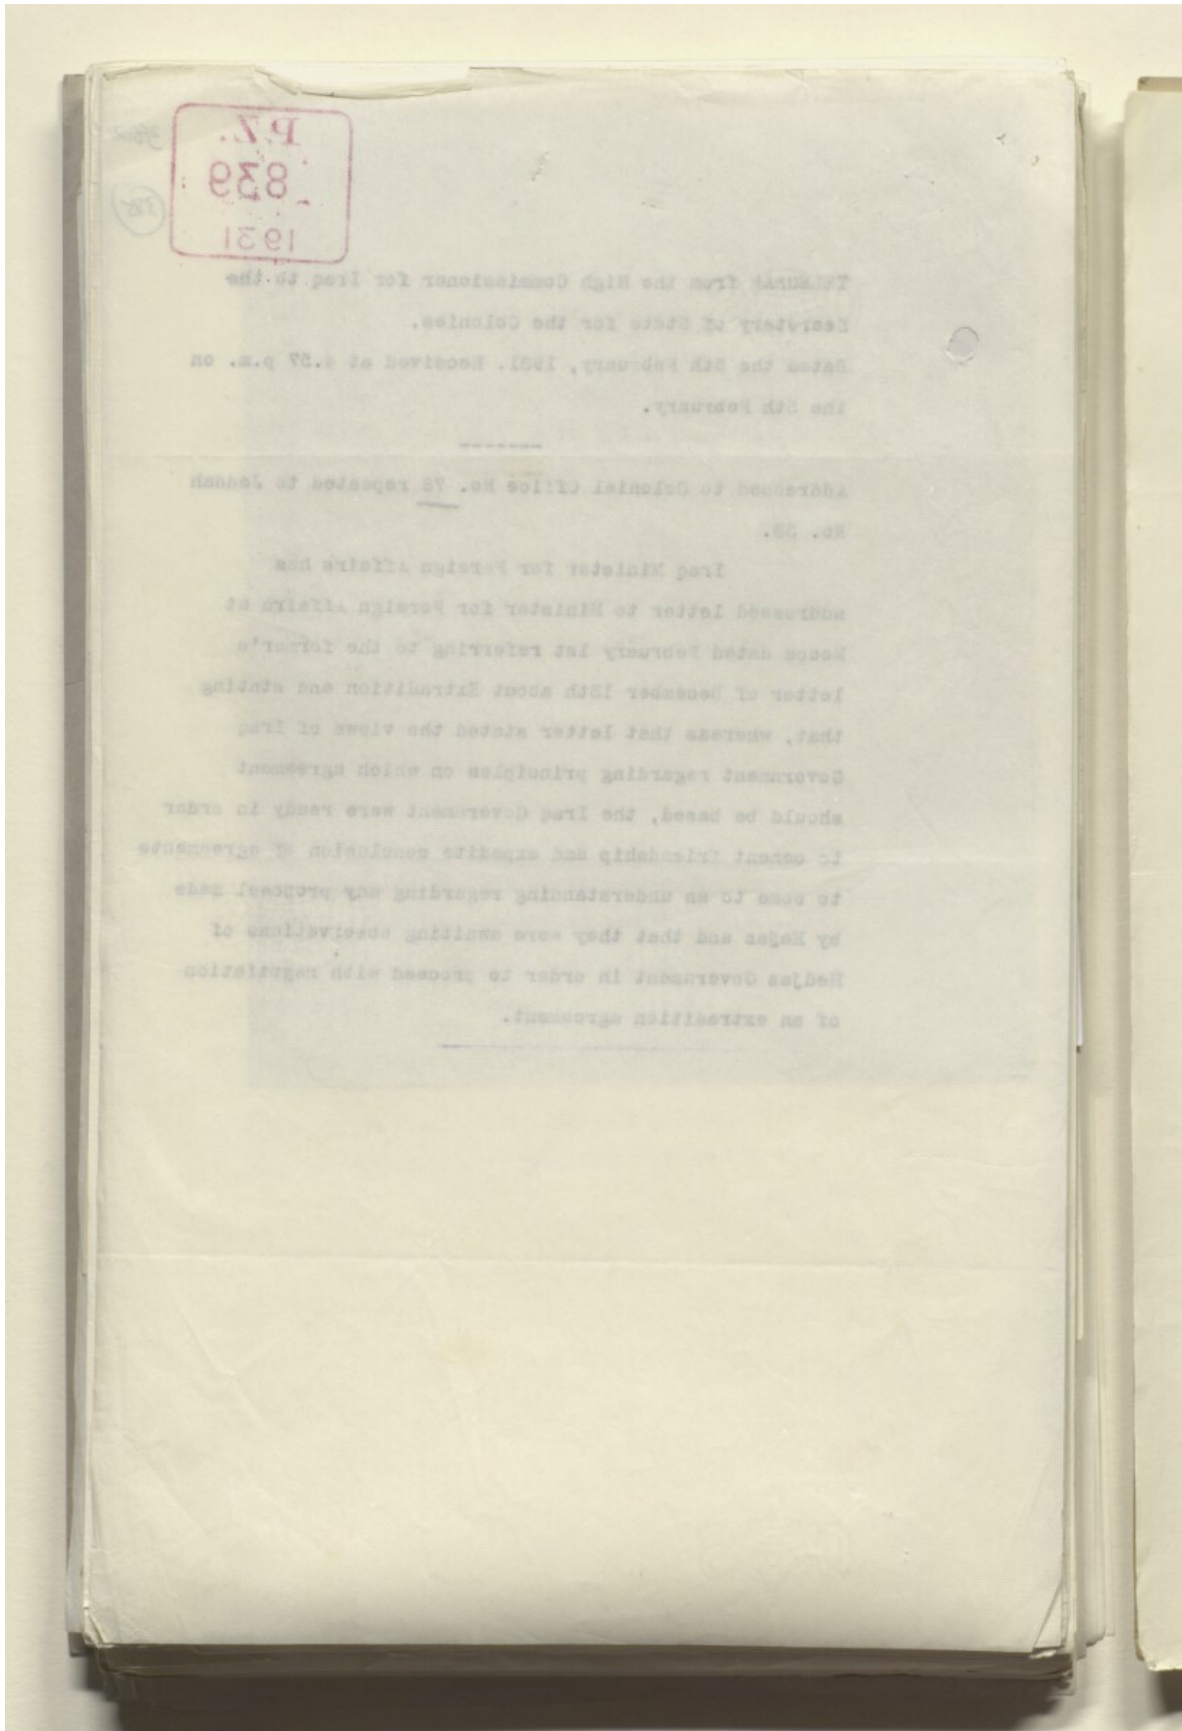 P.Z.
839
1931
TELEGRAM from the High Commissioner for Iraq to the
Secretary of State for the Colonies.
Dated the 5th February, 1931. Received at 4.57 p.m. on
the 5th February.
-------
Addressed to Colonial Office No. 78 repeated to Jeddah
No. 33.
Iraq Minister for Foreign Affairs has
addressed letter to Minister for Foreign Affairs at
Mecca dated February 1st referring to the former's
letter of December 13th about Extradition and stating
that, whereas that letter stated the views of Iraq
Government regarding principles on which agreement
should be based, the Iraq Government were ready in order
to cement friendship and expedite conclusion of agreements
to come to an understanding regarding any proposal made
by Hejaz and that they were awaiting observations of
Hedjaz Government in order to proceed with negotiation
of an extradition agreement.